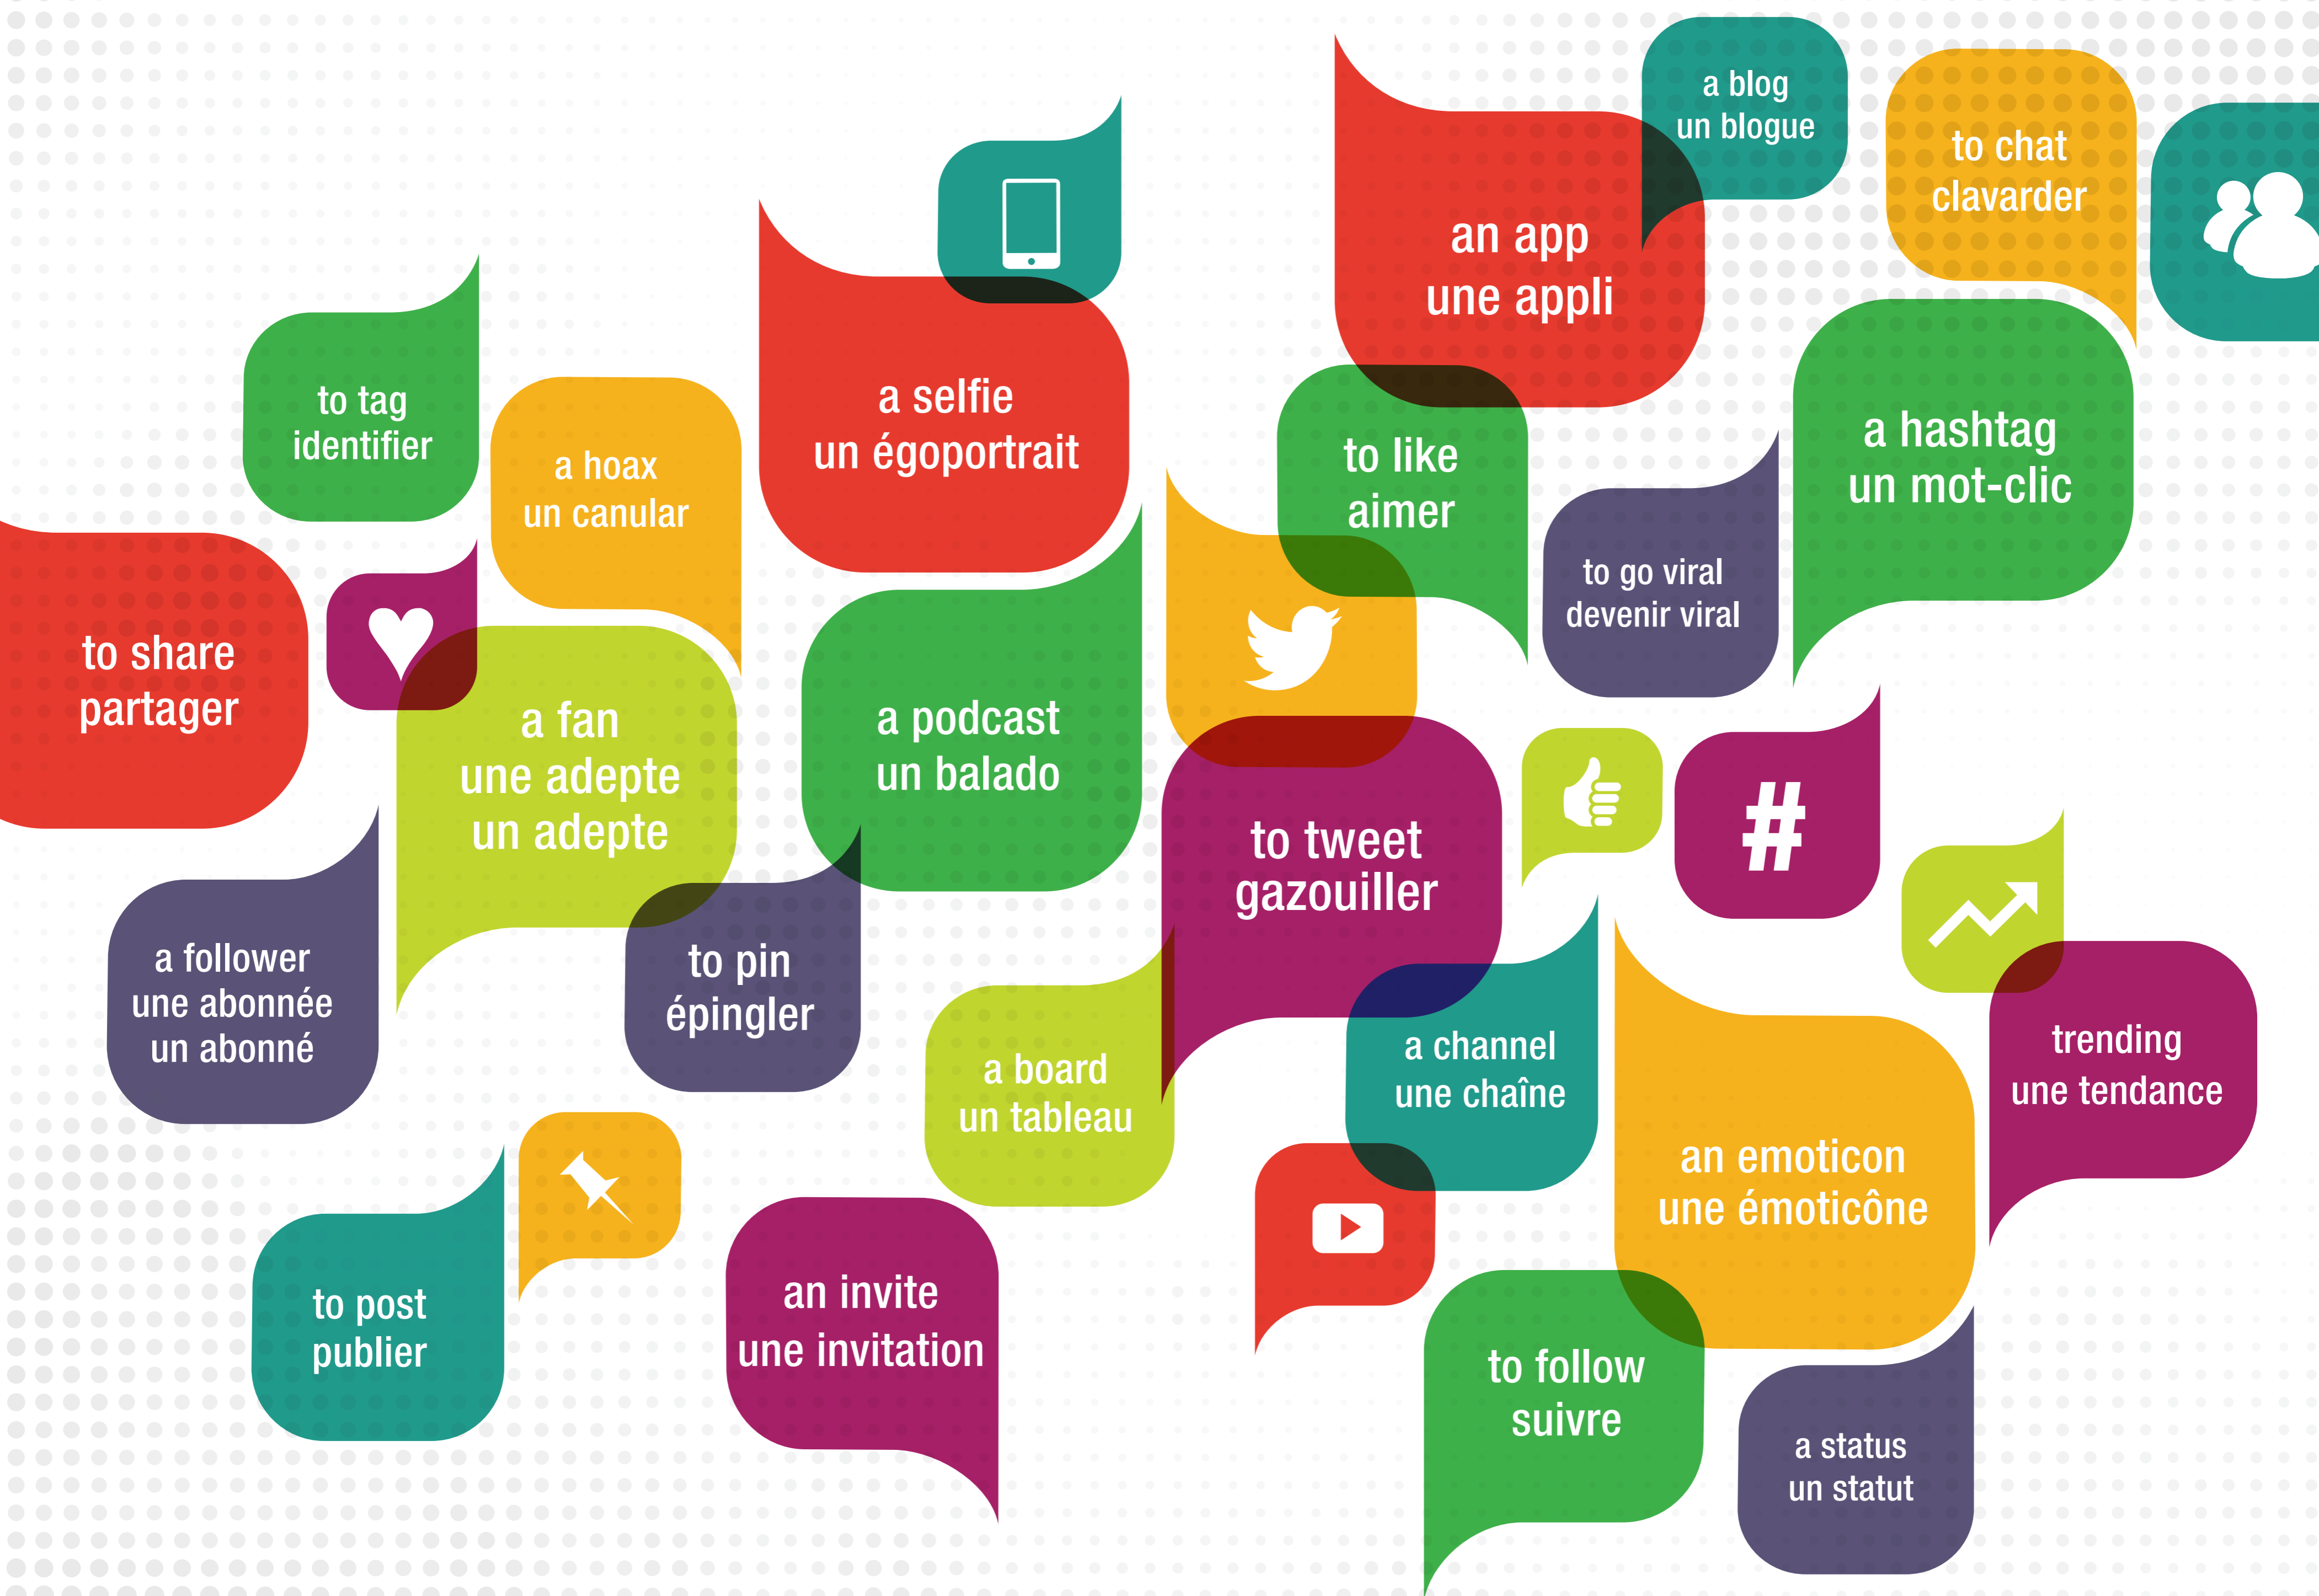 a blog
un blogue
to chat
clavarder
an app
une appli
to tag
identifier
a hoax
un canular
a selfie
un égoportrait
to like
aimer
a hashtag
un mot-clic
to go viral
devenir viral
to share
partager
a fan
une adepte
un adepte
a podcast
un balado
to tweet
gazouiller
#
a follower
une abonnée
un abonné
to pin
épingler
a board
un tableau
a channel
une chaîne
trending
une tendance
an emoticon
une émoticône
to post
publier
an invite
une invitation
to follow
suivre
a status
un statut